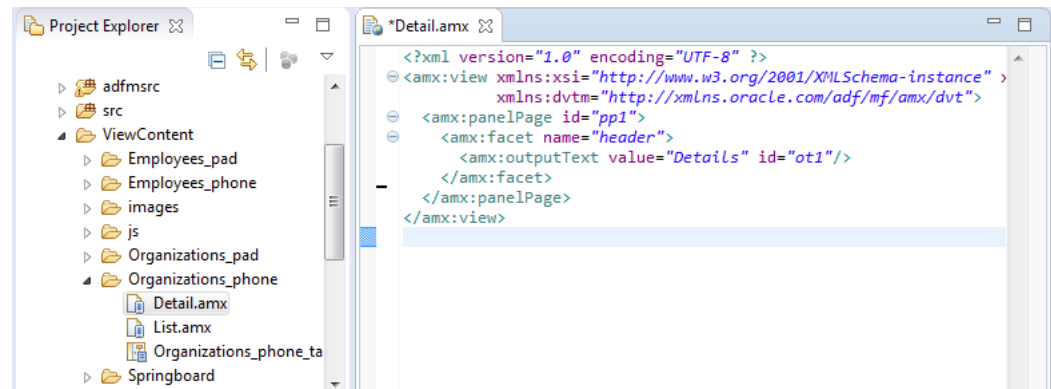 Project Explorer
adfmsrc
src
ViewContent
Employees_pad
Employees_phone
images
js
Organizations_pad
Organizations_phone
Detail.amx
List.amx
Organizations_phone_ta
Springboard
*Detail.amx
<?xml version="1.0" encoding="UTF-8" ?>
<amx:view xmlns:xsi="http://www.w3.org/2001/XMLSchema-instance" x
xmlns:dvtm="http://xmlns.oracle.com/adf/mf/amx/dvt">
<amx:panelPage id="pp1">
<amx:facet name="header">
<amx:outputText value="Details" id="ot1"/>
</amx:facet>
</amx:panelPage>
</amx:view>